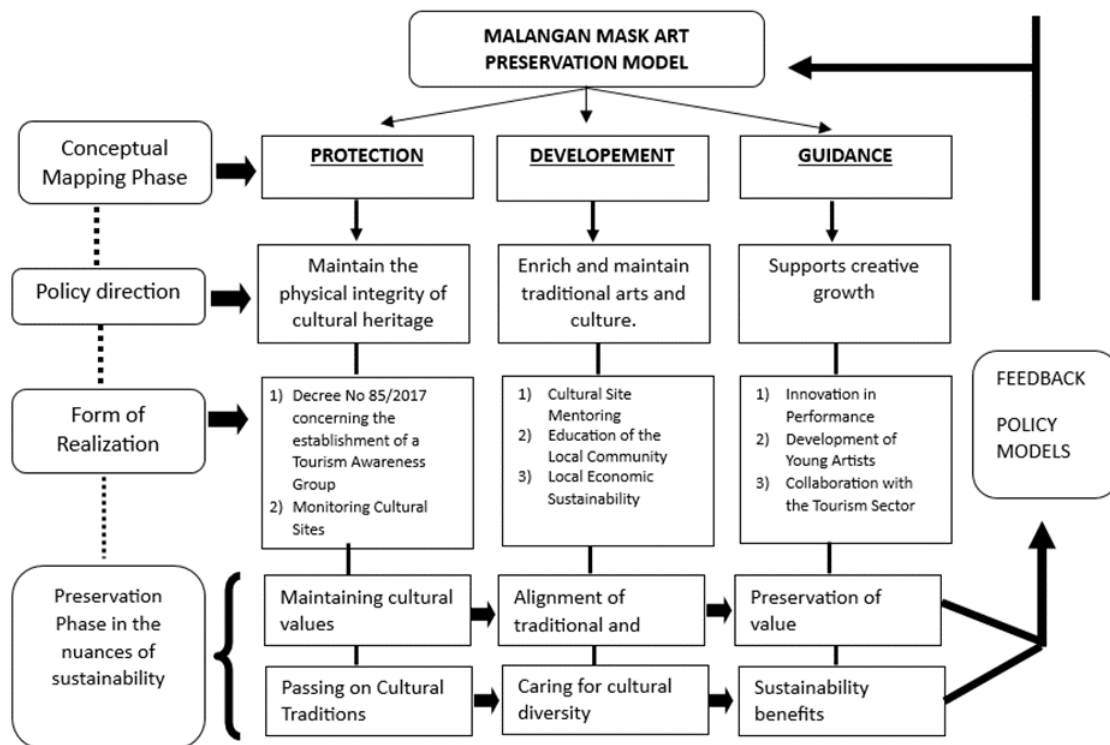 MALANGAN MASK ART
PRESERVATION MODEL
Conceptual
Mapping Phase
PROTECTION
DEVELOPEMENT
GUIDANCE
Policy direction
Maintain the
physical integrity of
cultural heritage
Enrich and maintain
traditional arts and
culture.
Supports creative
growth
Form of
Realization
1) Decree No 85/2017
concerning the
establishment of a
Tourism Awareness
Group
2) Monitoring Cultural
Sites
1) Cultural Site
Mentoring
2) Education of the
Local Community
3) Local Economic
Sustainability
1) Innovation in
Performance
2) Development of
Young Artists
3) Collaboration with
the Tourism Sector
FEEDBACK
POLICY
MODELS
Preservation
Phase in the
nuances of
sustainability
Maintaining cultural
values
Alignment of
traditional and
Preservation of
value
Passing on Cultural
Traditions
Caring for cultural
diversity
Sustainability
benefits